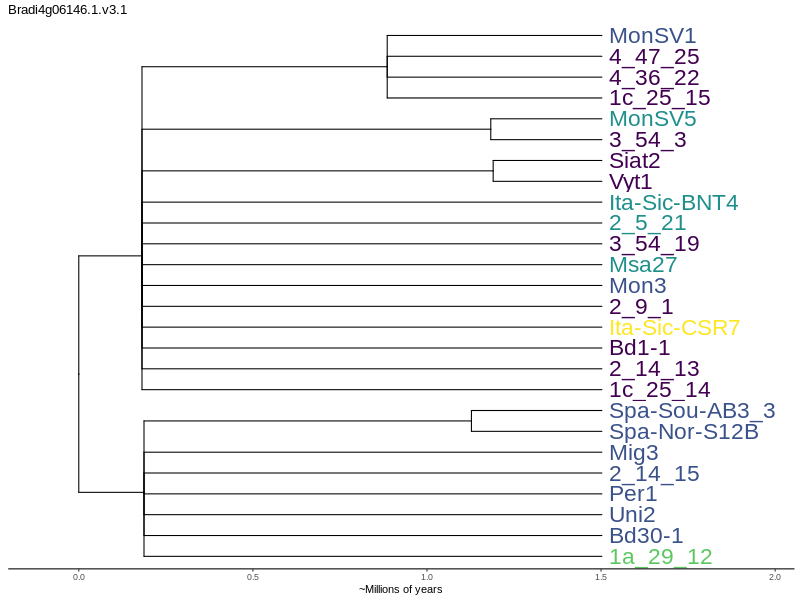 Bradi4g06146.1.v3.1
MonSV1
4_47_25
4_36_22
1c_25_15
MonSV5
3_54_3
Siat2
Vyt1
Ita-Sic-BNT4
2_5_21
3_54_19
Msa27
Mon3
2_9_1
Ita-Sic-CSR7
Bd1-1
2_14_13
1c_25_14
Spa-Sou-AB3_3
Spa-Nor-S12B
Mig3
2_14_15
Per1
Uni2
Bd30-1
1a_29_12
0.0 0.5 1.0 1.5 2.0
~Millions of years